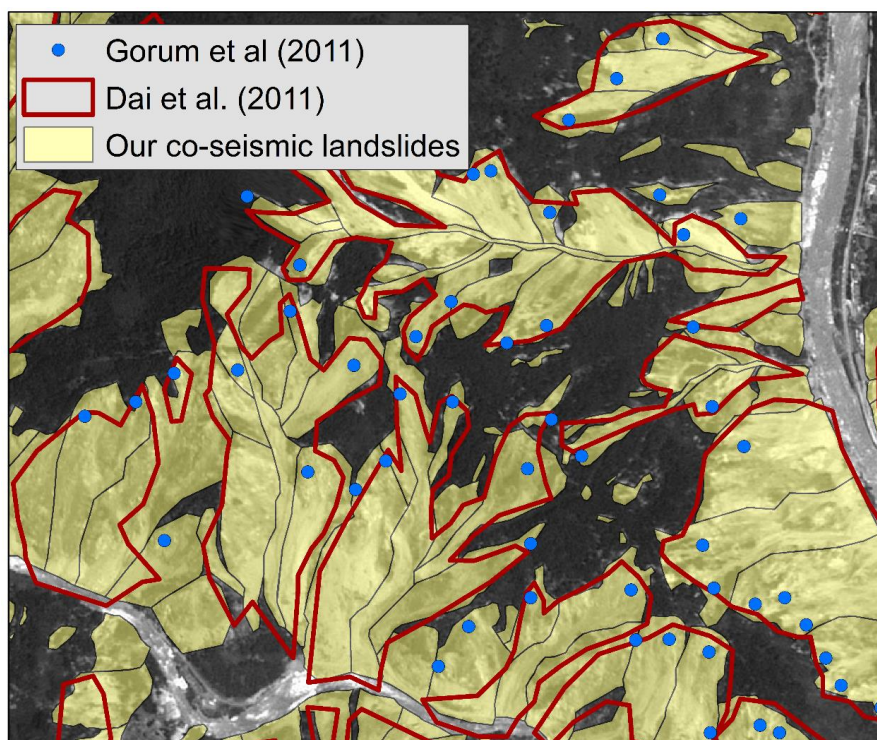 Gorum et al (2011)
Dai et al. (2011)
Our co-seismic landslides